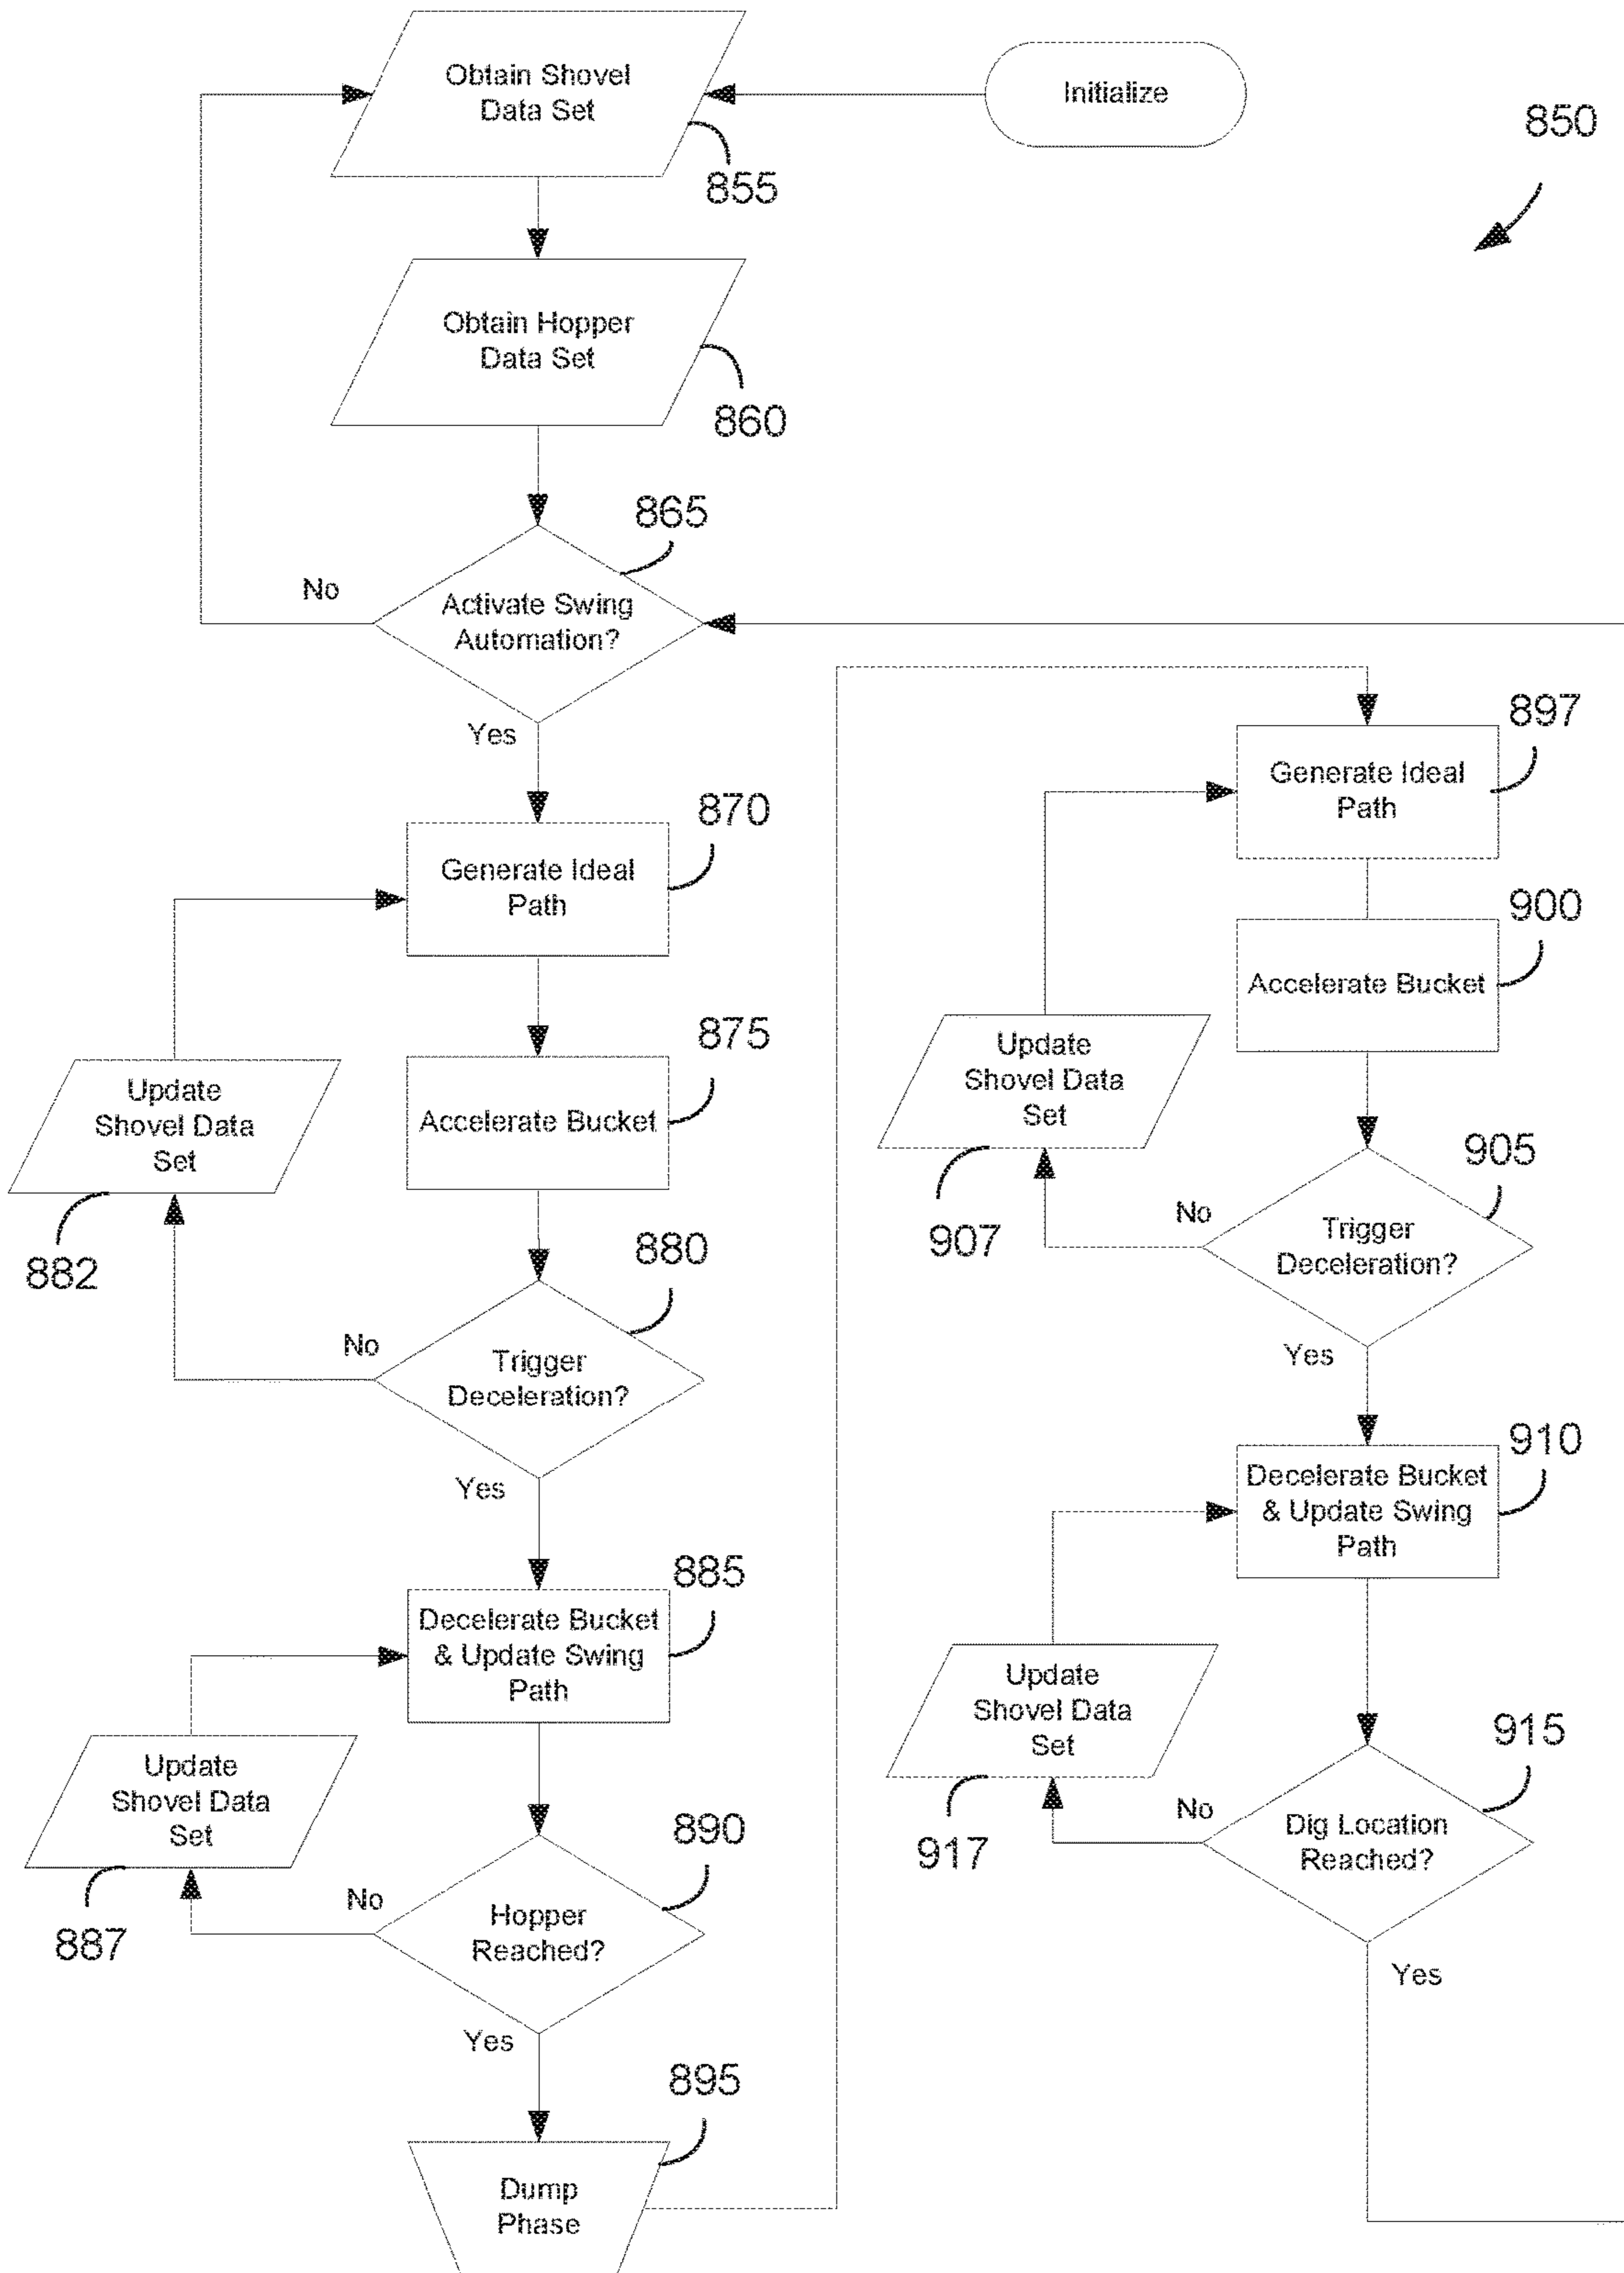 Obtain Shovel
Data Set
855
Initialize
850
Obtain Hopper
Data Set
860
865
Activate Swing
Automation?
No
Yes
870
Generate Ideal
Path
875
Accelerate Bucket
Update
Shovel Data
Set
882
880
Trigger
Deceleration?
No
Yes
885
Decelerate Bucket
& Update Swing
Path
Update
Shovel Data
Set
887
890
Hopper
Reached?
No
Yes
895
Dump
Phase
897
Generate Ideal
Path
900
Accelerate Bucket
Update
Shovel Data
Set
907
905
Trigger
Deceleration?
No
Yes
910
Decelerate Bucket
& Update Swing
Path
Update
Shovel Data
Set
917
915
Dig Location
Reached?
No
Yes